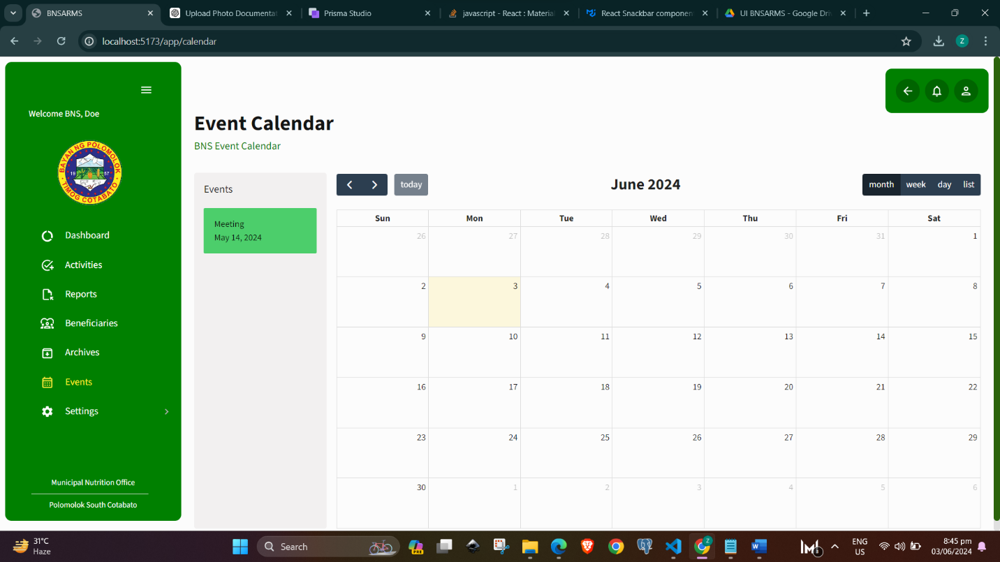 BNSARMS
Upload Photo Documentat
Prisma Studio
javascript - React : Material
React Snackbar componen
UI BNSARMS - Google Dri
localhost:5173/app/calendar
Z
Welcome BNS, Doe
BAYAN NG POLOMOLOK
19 57
TIMOG COTABATO
Dashboard
Activities
Reports
Beneficiaries
Archives
Events
Settings
Municipal Nutrition Office
Polomolok South Cotabato
Event Calendar
BNS Event Calendar
Events
Meeting
May 14, 2024
today
June 2024
month week day list
Sun Mon Tue Wed Thu Fri Sat
26 27 28 29 30 31 1
2 3 4 5 6 7 8
9 10 11 12 13 14 15
16 17 18 19 20 21 22
23 24 25 26 27 28 29
30 1 2 3 4 5 6
31°C
Haze
Search
PRE
Z
ENG
US
8:45 pm
03/06/2024